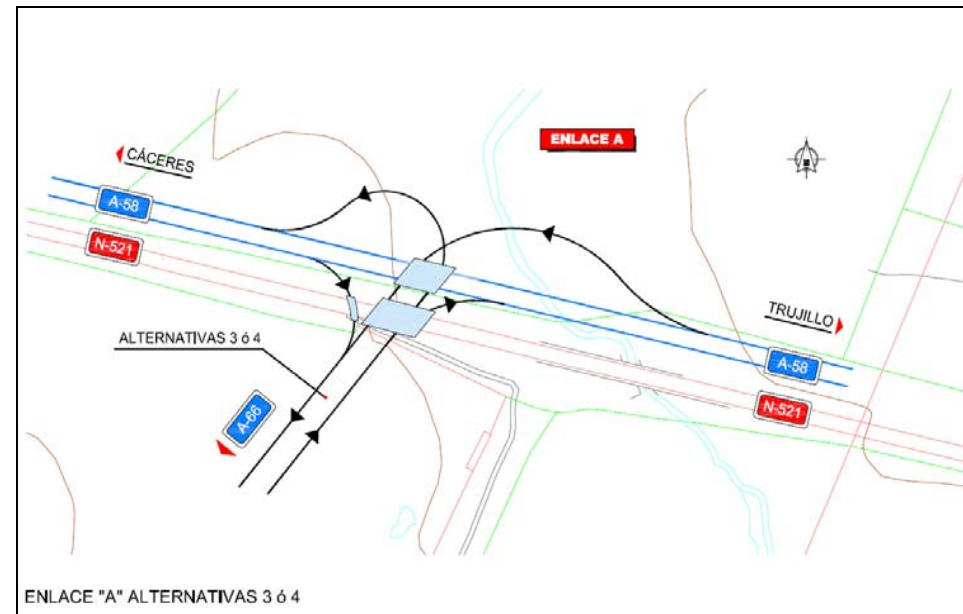 ENLACE A
CÁCERES
A-58
N-521
TRUJILLO
ALTERNATIVAS 3 ó 4
A-58
A-66
N-521
ENLACE "A" ALTERNATIVAS 3 ó 4